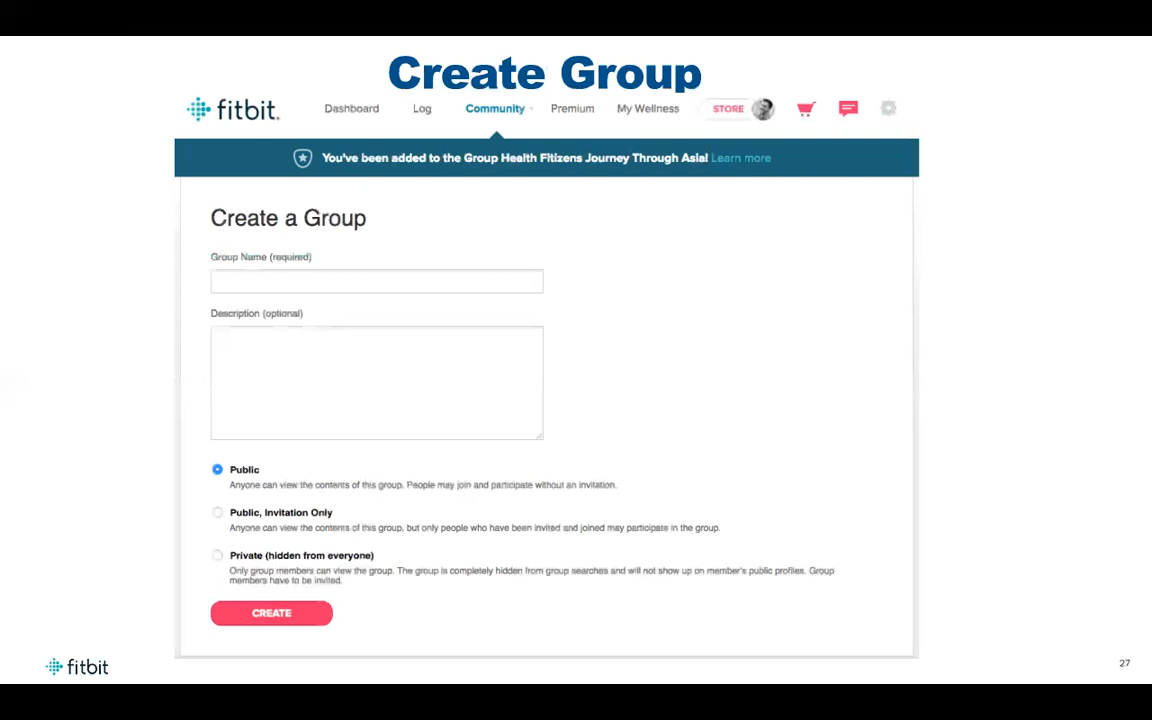 Create Group
fitbit.
Dashboard Log Community Premium My Wellness STORE
You've been added to the Group Health Fitizens Journey Through Asia! Learn more
Create a Group
Group Name (required)
Description (optional)
Public
Anyone can view the contents of this group. People may join and participate without an invitation.
Public, Invitation Only
Anyone can view the contents of this group, but only people who have been invited and joined may participate in the group.
Private (hidden from everyone)
Only group members can view the group. The group is completely hidden from group searches and will not show up on member's public profiles. Group
members have to be invited.
CREATE
fitbit
27